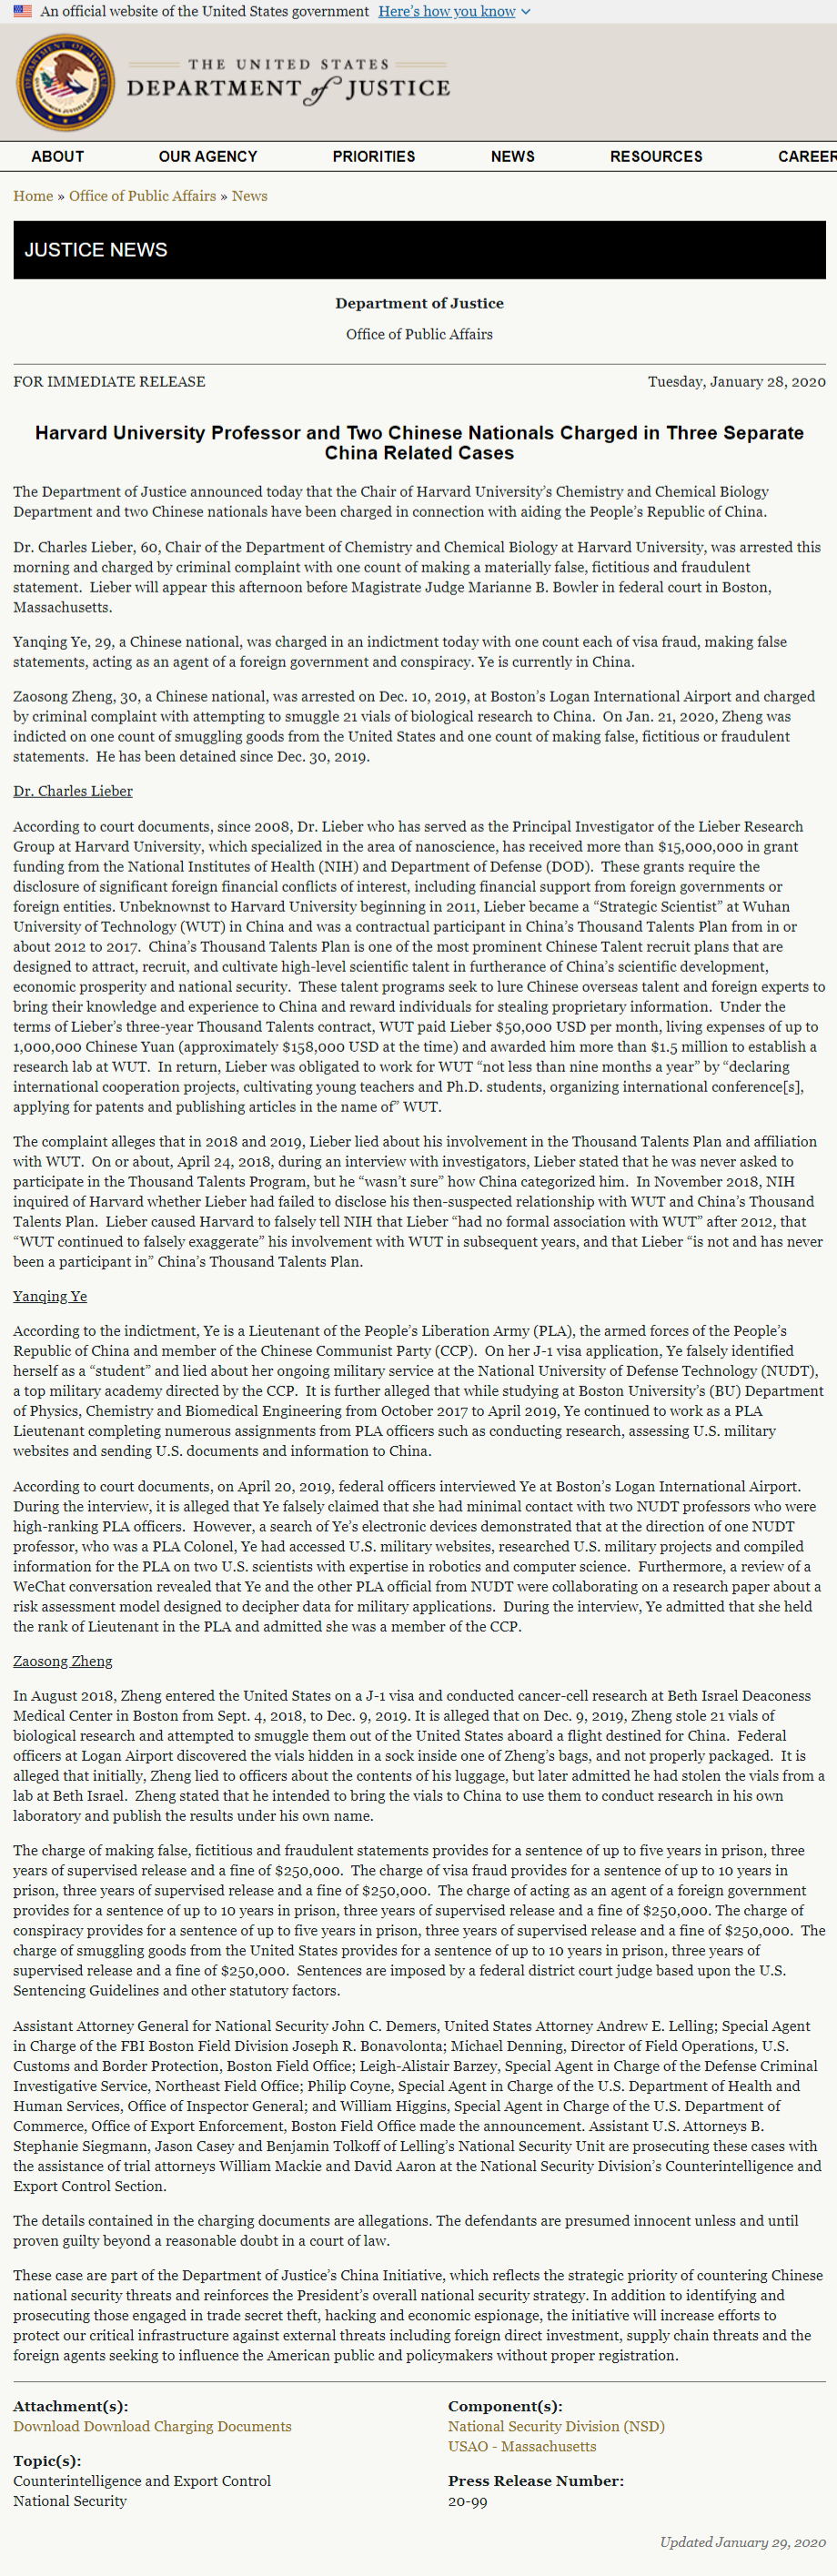 An official website of the United States government Here's how you know
THE UNITED STATES
DEPARTMENT of JUSTICE
ABOUT OUR AGENCY PRIORITIES NEWS RESOURCES CAREER
Home » Office of Public Affairs » News
JUSTICE NEWS
Department of Justice
Office of Public Affairs
FOR IMMEDIATE RELEASE Tuesday, January 28, 2020
Harvard University Professor and Two Chinese Nationals Charged in Three Separate
China Related Cases
The Department of Justice announced today that the Chair of Harvard University's Chemistry and Chemical Biology
Department and two Chinese nationals have been charged in connection with aiding the People's Republic of China.
Dr. Charles Lieber, 60, Chair of the Department of Chemistry and Chemical Biology at Harvard University, was arrested this
morning and charged by criminal complaint with one count of making a materially false, fictitious and fraudulent
statement. Lieber will appear this afternoon before Magistrate Judge Marianne B. Bowler in federal court in Boston,
Massachusetts.
Yanqing Ye, 29, a Chinese national, was charged in an indictment today with one count each of visa fraud, making false
statements, acting as an agent of a foreign government and conspiracy. Ye is currently in China.
Zaosong Zheng, 30, a Chinese national, was arrested on Dec. 10, 2019, at Boston's Logan International Airport and charged
by criminal complaint with attempting to smuggle 21 vials of biological research to China. On Jan. 21, 2020, Zheng was
indicted on one count of smuggling goods from the United States and one count of making false, fictitious or fraudulent
statements. He has been detained since Dec. 30, 2019.
Dr. Charles Lieber
According to court documents, since 2008, Dr. Lieber who has served as the Principal Investigator of the Lieber Research
Group at Harvard University, which specialized in the area of nanoscience, has received more than $15,000,000 in grant
funding from the National Institutes of Health (NIH) and Department of Defense (DOD). These grants require the
disclosure of significant foreign financial conflicts of interest, including financial support from foreign governments or
foreign entities. Unbeknownst to Harvard University beginning in 2011, Lieber became a “Strategic Scientist” at Wuhan
University of Technology (WUT) in China and was a contractual participant in China's Thousand Talents Plan from in or
about 2012 to 2017. China's Thousand Talents Plan is one of the most prominent Chinese Talent recruit plans that are
designed to attract, recruit, and cultivate high-level scientific talent in furtherance of China's scientific development,
economic prosperity and national security. These talent programs seek to lure Chinese overseas talent and foreign experts to
bring their knowledge and experience to China and reward individuals for stealing proprietary information. Under the
terms of Lieber's three-year Thousand Talents contract, WUT paid Lieber $50,000 USD per month, living expenses of up to
1,000,000 Chinese Yuan (approximately $158,000 USD at the time) and awarded him more than $1.5 million to establish a
research lab at WUT. In return, Lieber was obligated to work for WUT “not less than nine months a year” by “declaring
international cooperation projects, cultivating young teachers and Ph.D. students, organizing international conference[s],
applying for patents and publishing articles in the name of” WUT.
The complaint alleges that in 2018 and 2019, Lieber lied about his involvement in the Thousand Talents Plan and affiliation
with WUT. On or about, April 24, 2018, during an interview with investigators, Lieber stated that he was never asked to
participate in the Thousand Talents Program, but he “wasn't sure” how China categorized him. In November 2018, NIH
inquired of Harvard whether Lieber had failed to disclose his then-suspected relationship with WUT and China's Thousand
Talents Plan. Lieber caused Harvard to falsely tell NIH that Lieber “had no formal association with WUT” after 2012, that
“WUT continued to falsely exaggerate” his involvement with WUT in subsequent years, and that Lieber “is not and has never
been a participant in” China's Thousand Talents Plan.
Yanqing Ye
According to the indictment, Ye is a Lieutenant of the People's Liberation Army (PLA), the armed forces of the People's
Republic of China and member of the Chinese Communist Party (CCP). On her J-1 visa application, Ye falsely identified
herself as a “student” and lied about her ongoing military service at the National University of Defense Technology (NUDT),
a top military academy directed by the CCP. It is further alleged that while studying at Boston University's (BU) Department
of Physics, Chemistry and Biomedical Engineering from October 2017 to April 2019, Ye continued to work as a PLA
Lieutenant completing numerous assignments from PLA officers such as conducting research, assessing U.S. military
websites and sending U.S. documents and information to China.
According to court documents, on April 20, 2019, federal officers interviewed Ye at Boston's Logan International Airport.
During the interview, it is alleged that Ye falsely claimed that she had minimal contact with two NUDT professors who were
high-ranking PLA officers. However, a search of Ye's electronic devices demonstrated that at the direction of one NUDT
professor, who was a PLA Colonel, Ye had accessed U.S. military websites, researched U.S. military projects and compiled
information for the PLA on two U.S. scientists with expertise in robotics and computer science. Furthermore, a review of a
WeChat conversation revealed that Ye and the other PLA official from NUDT were collaborating on a research paper about a
risk assessment model designed to decipher data for military applications. During the interview, Ye admitted that she held
the rank of Lieutenant in the PLA and admitted she was a member of the CCP.
Zaosong Zheng
In August 2018, Zheng entered the United States on a J-1 visa and conducted cancer-cell research at Beth Israel Deaconess
Medical Center in Boston from Sept. 4, 2018, to Dec. 9, 2019. It is alleged that on Dec. 9, 2019, Zheng stole 21 vials of
biological research and attempted to smuggle them out of the United States aboard a flight destined for China. Federal
officers at Logan Airport discovered the vials hidden in a sock inside one of Zheng's bags, and not properly packaged. It is
alleged that initially, Zheng lied to officers about the contents of his luggage, but later admitted he had stolen the vials from a
lab at Beth Israel. Zheng stated that he intended to bring the vials to China to use them to conduct research in his own
laboratory and publish the results under his own name.
The charge of making false, fictitious and fraudulent statements provides for a sentence of up to five years in prison, three
years of supervised release and a fine of $250,000. The charge of visa fraud provides for a sentence of up to 10 years in
prison, three years of supervised release and a fine of $250,000. The charge of acting as an agent of a foreign government
provides for a sentence of up to 10 years in prison, three years of supervised release and a fine of $250,000. The charge of
conspiracy provides for a sentence of up to five years in prison, three years of supervised release and a fine of $250,000. The
charge of smuggling goods from the United States provides for a sentence of up to 10 years in prison, three years of
supervised release and a fine of $250,000. Sentences are imposed by a federal district court judge based upon the U.S.
Sentencing Guidelines and other statutory factors.
Assistant Attorney General for National Security John C. Demers, United States Attorney Andrew E. Lelling; Special Agent
in Charge of the FBI Boston Field Division Joseph R. Bonavolonta; Michael Denning, Director of Field Operations, U.S.
Customs and Border Protection, Boston Field Office; Leigh-Alistair Barzey, Special Agent in Charge of the Defense Criminal
Investigative Service, Northeast Field Office; Philip Coyne, Special Agent in Charge of the U.S. Department of Health and
Human Services, Office of Inspector General; and William Higgins, Special Agent in Charge of the U.S. Department of
Commerce, Office of Export Enforcement, Boston Field Office made the announcement. Assistant U.S. Attorneys B.
Stephanie Siegmann, Jason Casey and Benjamin Tolkoff of Lelling's National Security Unit are prosecuting these cases with
the assistance of trial attorneys William Mackie and David Aaron at the National Security Division's Counterintelligence and
Export Control Section.
The details contained in the charging documents are allegations. The defendants are presumed innocent unless and until
proven guilty beyond a reasonable doubt in a court of law.
These case are part of the Department of Justice's China Initiative, which reflects the strategic priority of countering Chinese
national security threats and reinforces the President's overall national security strategy. In addition to identifying and
prosecuting those engaged in trade secret theft, hacking and economic espionage, the initiative will increase efforts to
protect our critical infrastructure against external threats including foreign direct investment, supply chain threats and the
foreign agents seeking to influence the American public and policymakers without proper registration.
Attachment(s):
Download Download Charging Documents
Topic(s):
Counterintelligence and Export Control
National Security
Component(s):
National Security Division (NSD)
USAO - Massachusetts
Press Release Number:
20-99
Updated January 29, 2020